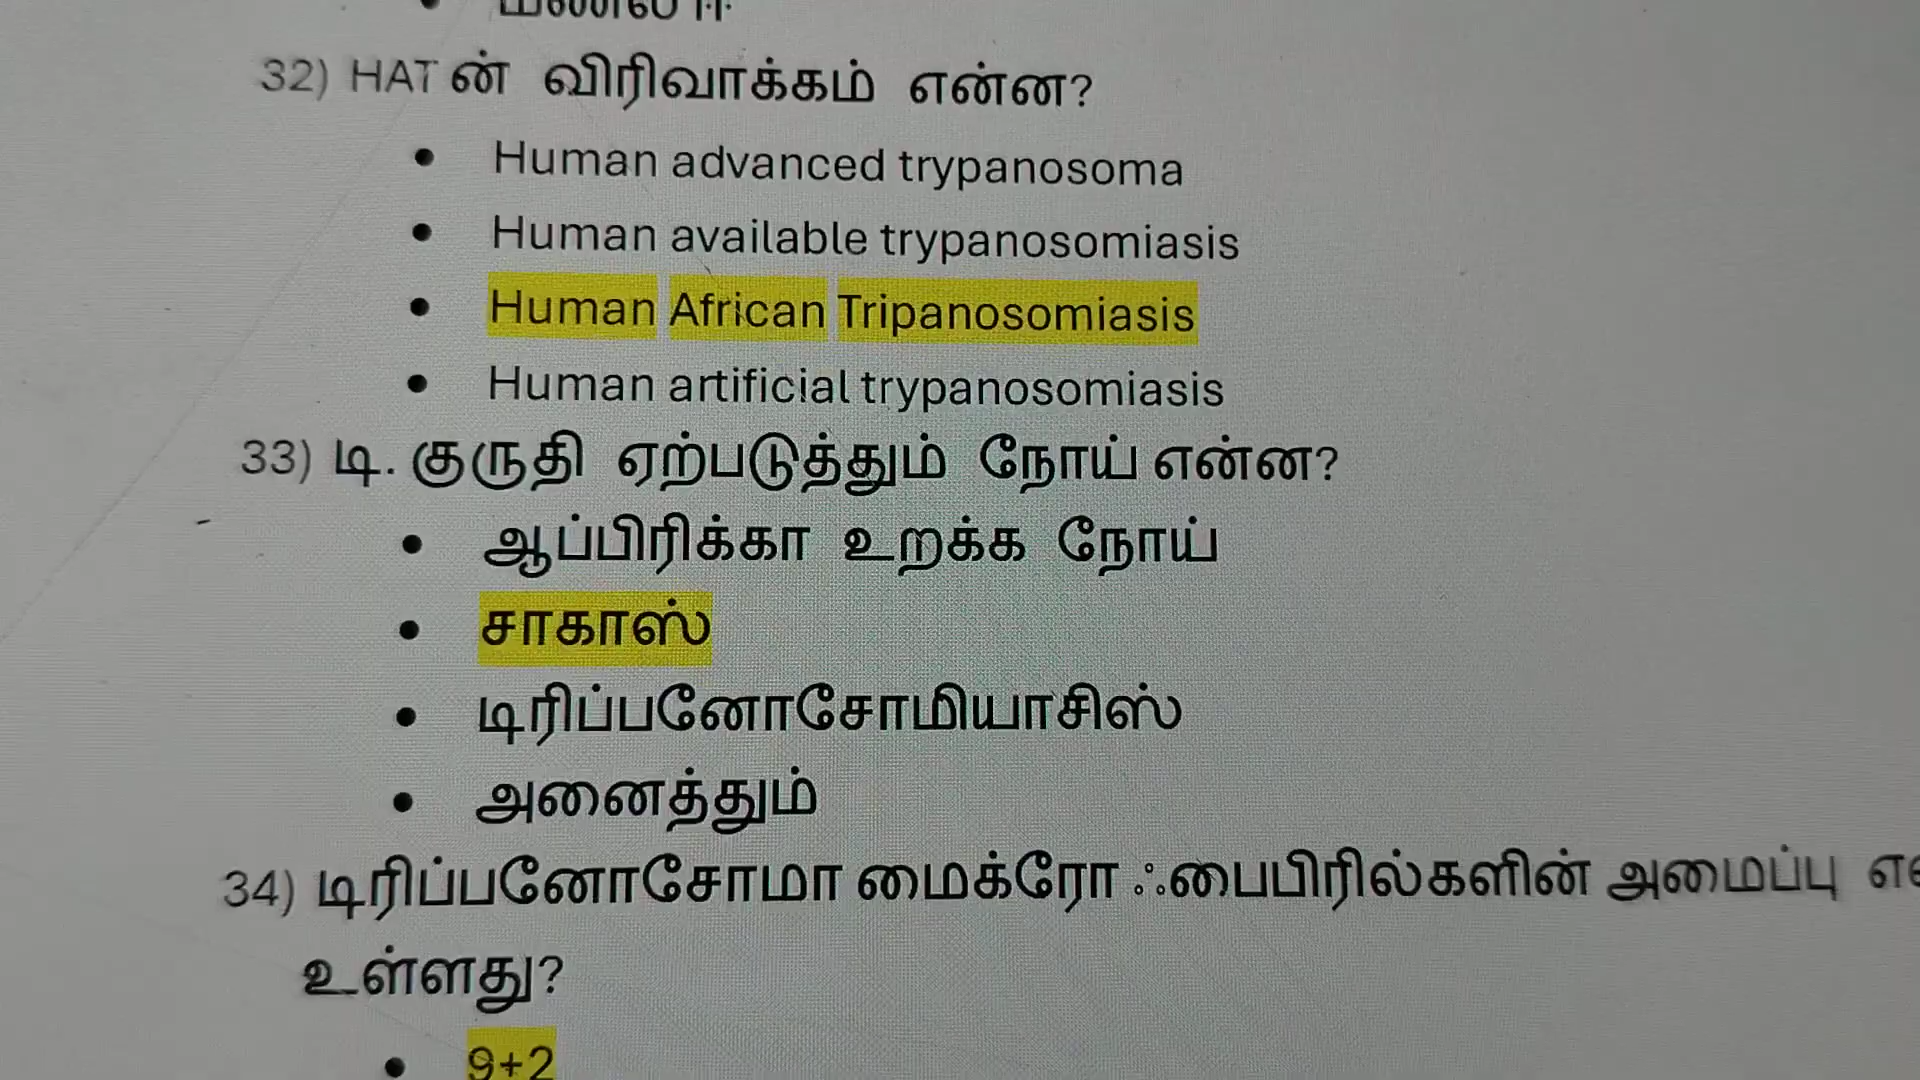 32) HAT ன் விரிவாக்கம் என்ன?
• Human advanced trypanosoma
• Human available trypanosomiasis
• Human African Tripanosomiasis
• Human artificial trypanosomiasis
33) டி. குருதி ஏற்படுத்தும் நோய் என்ன?
• ஆப்பிரிக்கா உறக்க நோய்
• சாகாஸ்
• டிரிப்பனோசோமியாசிஸ்
• அனைத்தும்
34) டிரிப்பனோசோமா மைக்ரோ ஃபைபிரில்களின் அமைப்பு
உள்ளது?
• 9+2